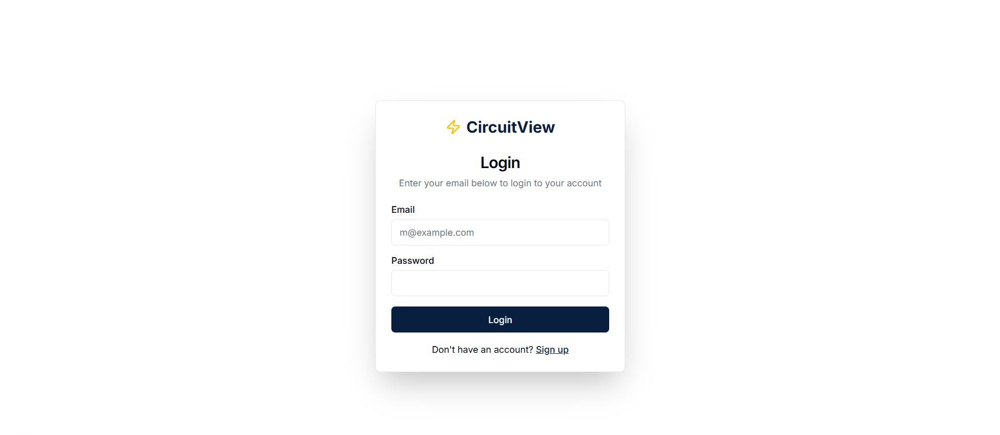 CircuitView
Login
Enter your email below to login to your account
Email
m@example.com
Password
Login
Don't have an account? Sign up